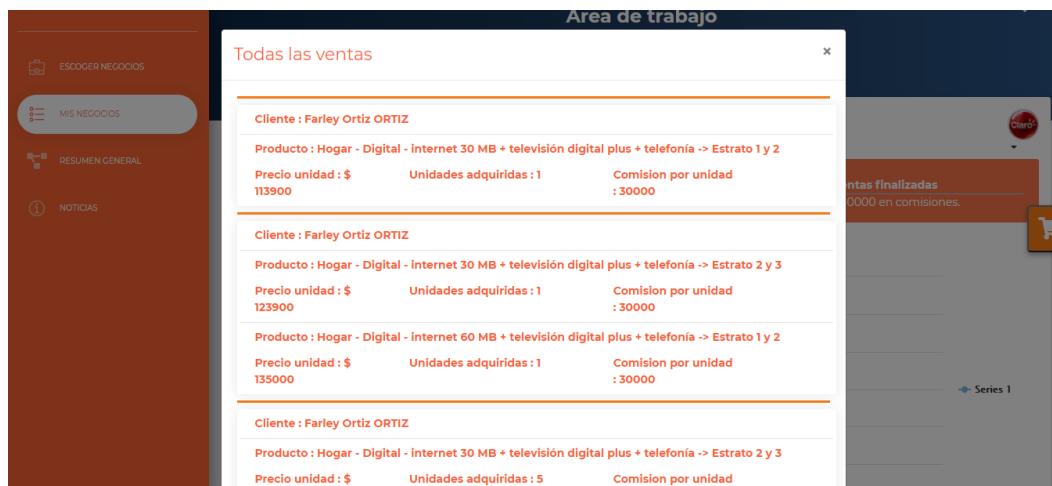 Area de trabajo
Todas las ventas
×
ESCOGER NEGOCIOS
MIS NEGOCIOS
RESUMEN GENERAL
NOTICIAS
Cliente : Farley Ortiz ORTIZ
Producto : Hogar - Digital - internet 30 MB + televisión digital plus + telefonía -> Estrato 1 y 2
Precio unidad : $ Unidades adquiridas : 1 Comision por unidad
113900 : 30000
Cliente : Farley Ortiz ORTIZ
Producto : Hogar - Digital - internet 30 MB + televisión digital plus + telefonía -> Estrato 2 y 3
Precio unidad : $ Unidades adquiridas : 1 Comision por unidad
123900 : 30000
Producto : Hogar - Digital - internet 60 MB + televisión digital plus + telefonía -> Estrato 1 y 2
Precio unidad : $ Unidades adquiridas : 1 Comision por unidad
135000 : 30000
Cliente : Farley Ortiz ORTIZ
Producto : Hogar - Digital - internet 30 MB + televisión digital plus + telefonía -> Estrato 2 y 3
Precio unidad : $ Unidades adquiridas : 5 Comision por unidad
Claro
finalizadas
en comisiones.
Series 1